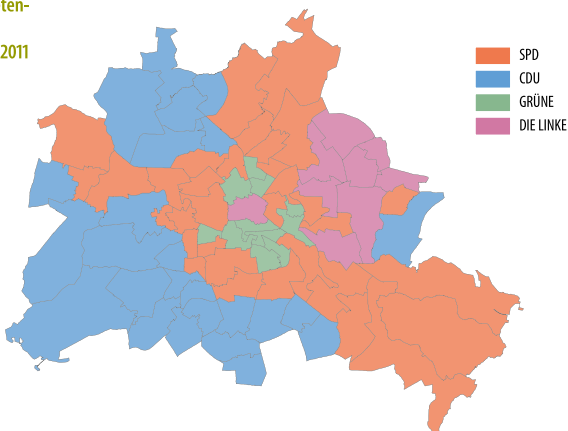 ten-
2011
SPD
CDU
GRÜNE
DIE LINKE